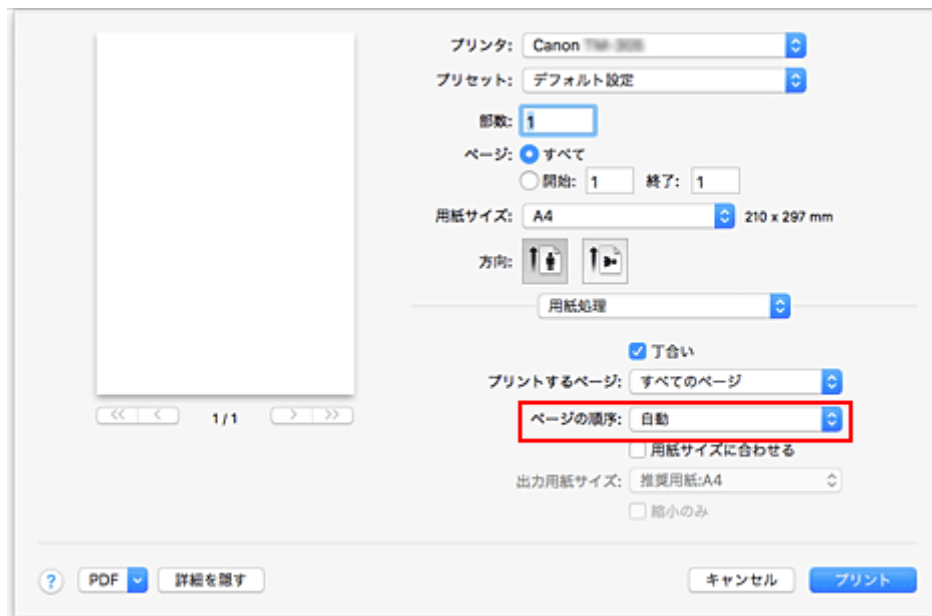 プリンタ: Canon
プリセット: デフォルト設定
部数: 1
ページ: すべて
開始: 1 終了: 1
用紙サイズ: A4 210 x 297 mm
方向:
用紙処理
丁合い
プリントするページ: すべてのページ
<< < 1/1 > >>
ページの順序: 自動
用紙サイズに合わせる
出力用紙サイズ: 推奨用紙:A4
縮小のみ
? PDF 詳細を隠す キャンセル プリント